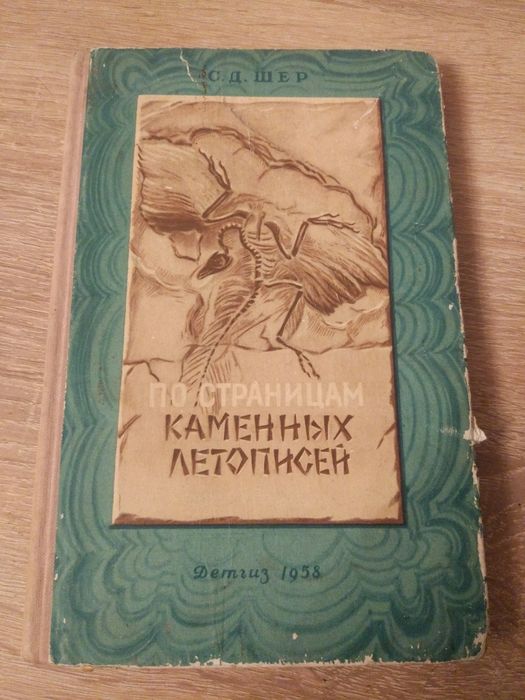 С. Д. ШЕР
ПО СТРАНИЦАМ
КАМЕННЫХ
ЛЕТОПИСЕЙ
Детгиз 1958